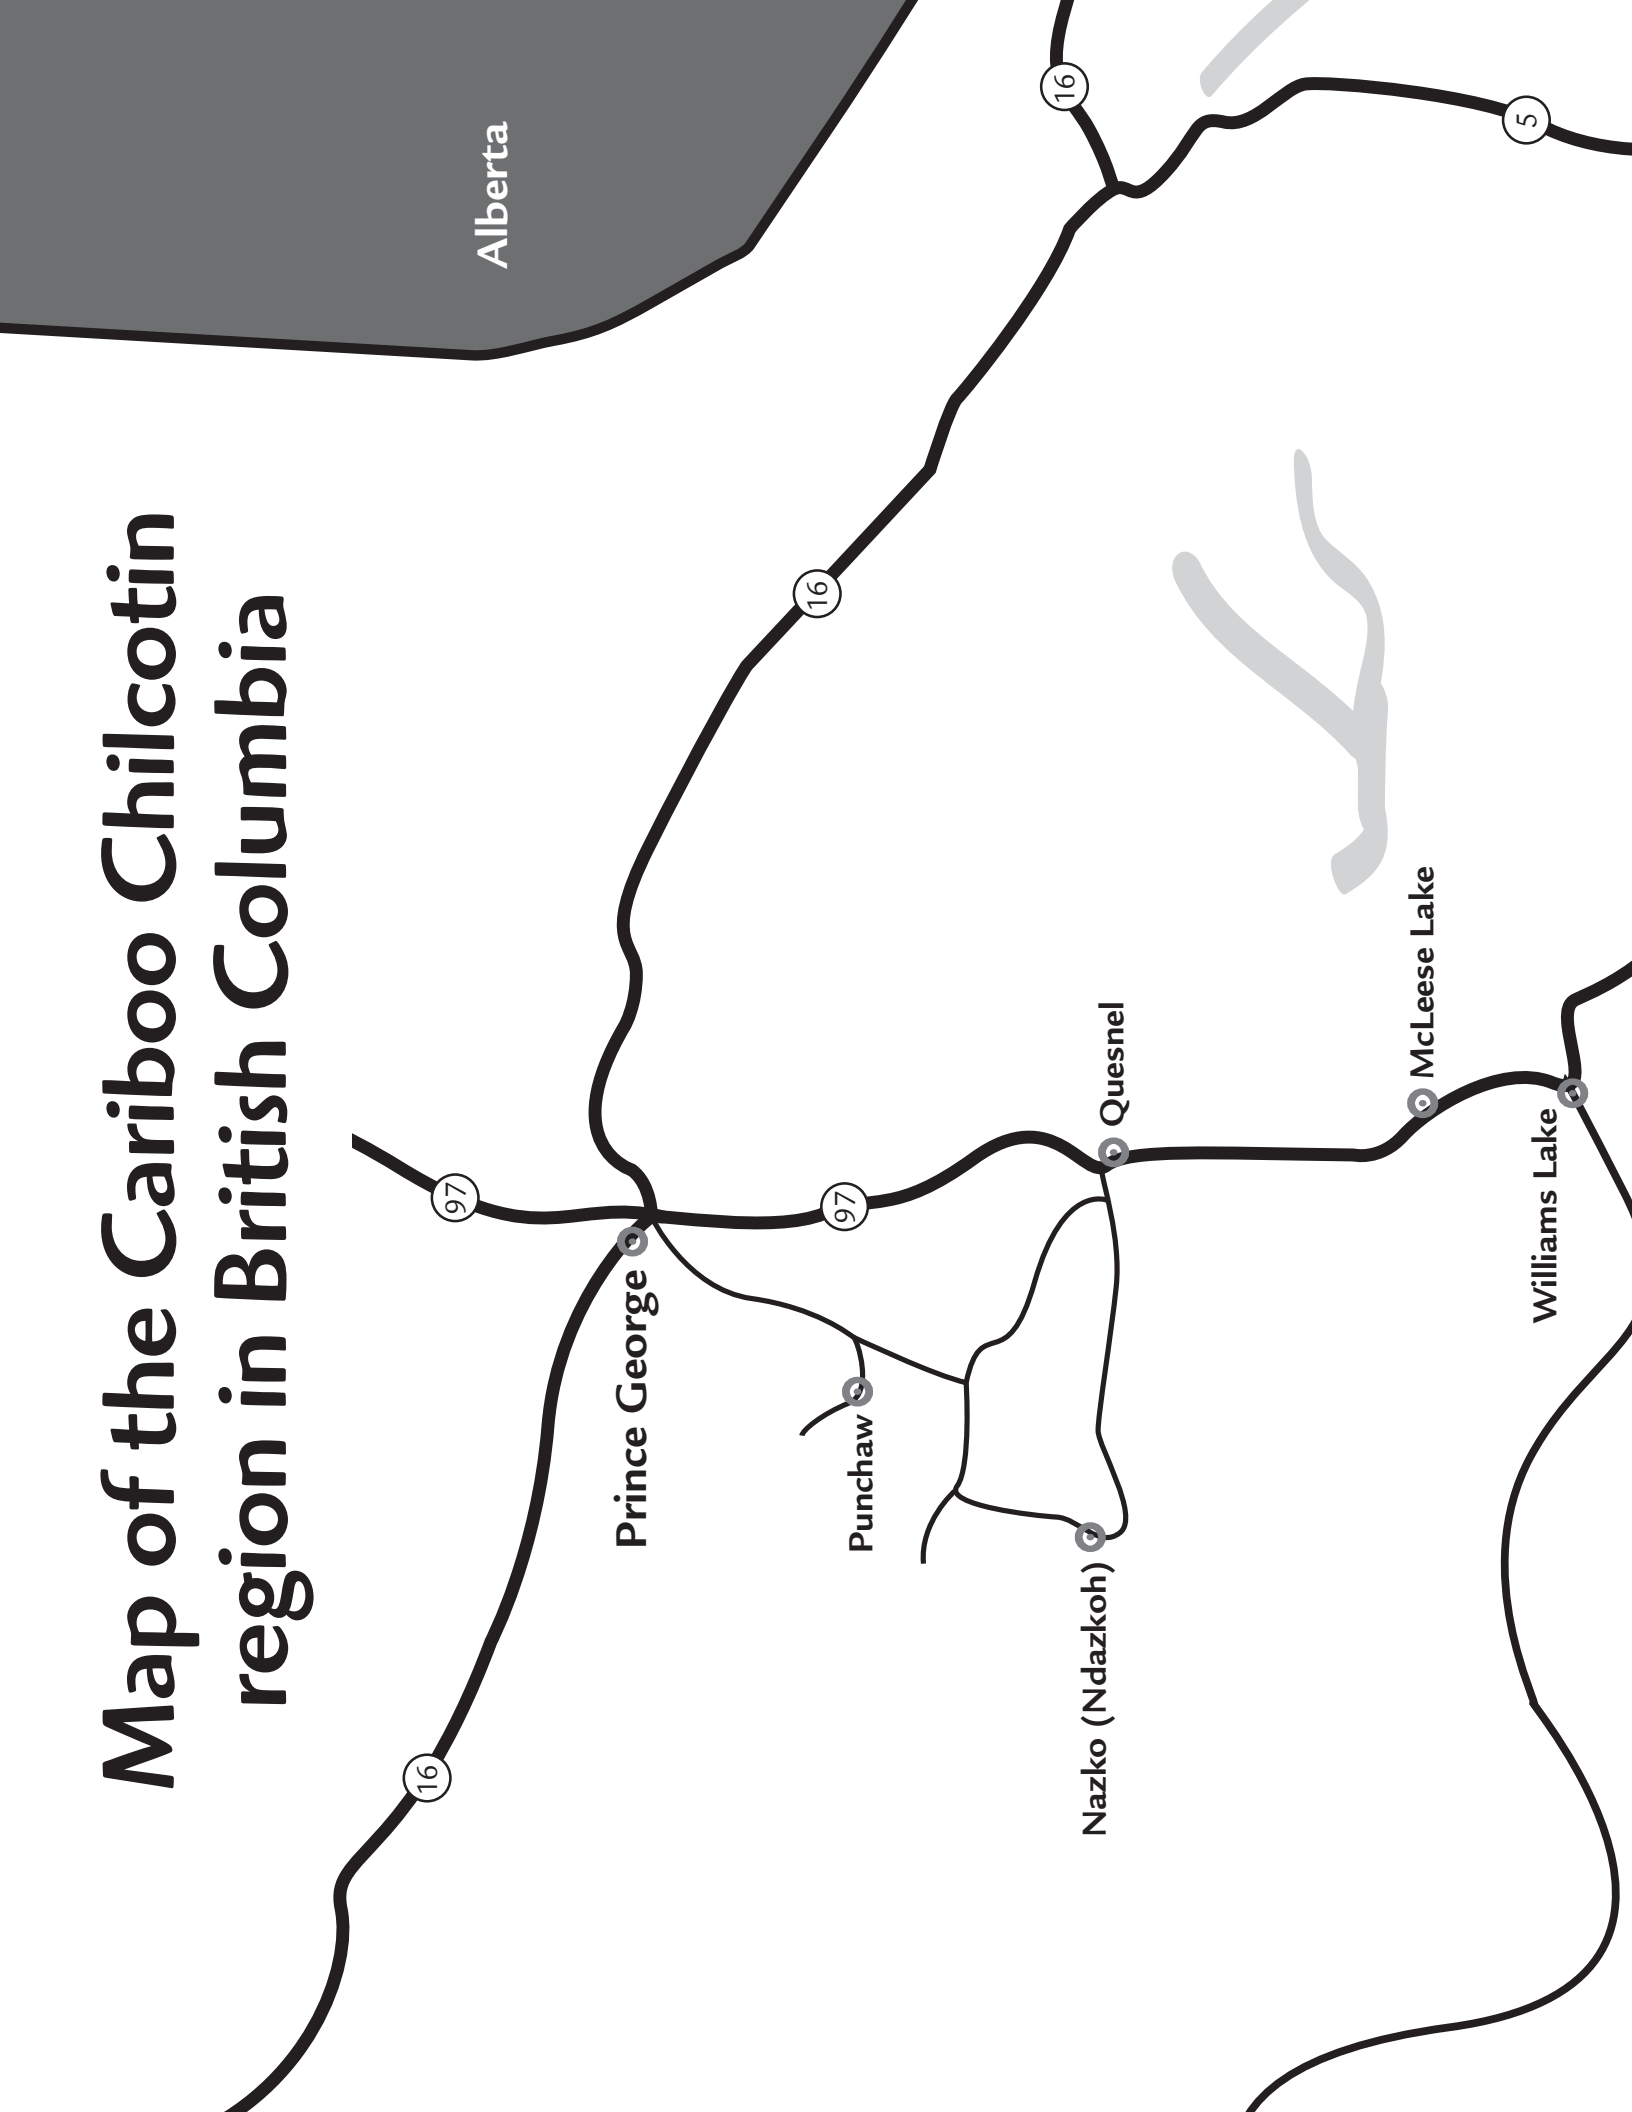 Map of the Cariboo Chilcotin
region in British Columbia
Alberta
16
97
16
16
5
Prince George
97
Punchaw
Nazko (Ndazkoh)
Quesnel
McLeese Lake
Williams Lake
16